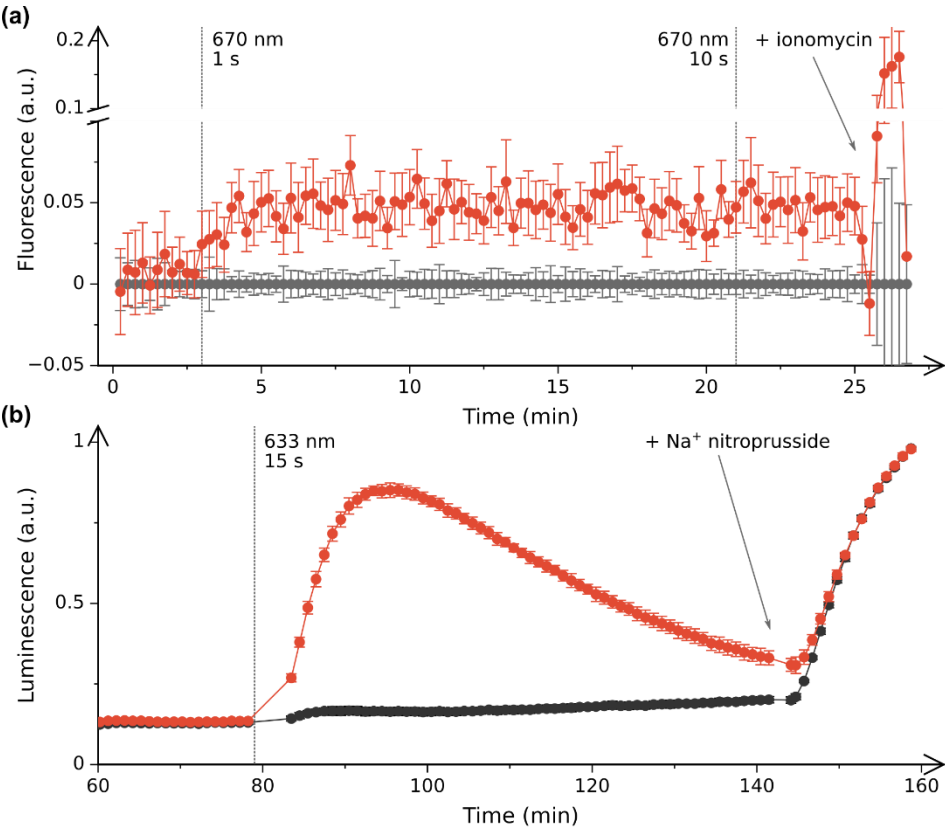 (a)
0.2
0.1
0.05
0
−0.05
Fluorescence (a.u.)
670 nm
1 s
670 nm
10 s
+ ionomycin
0
5
10
15
20
25
Time (min)
(b)
1
0.5
0
Luminescence (a.u.)
633 nm
15 s
+ Na⁺ nitroprusside
60
80
100
120
140
160
Time (min)